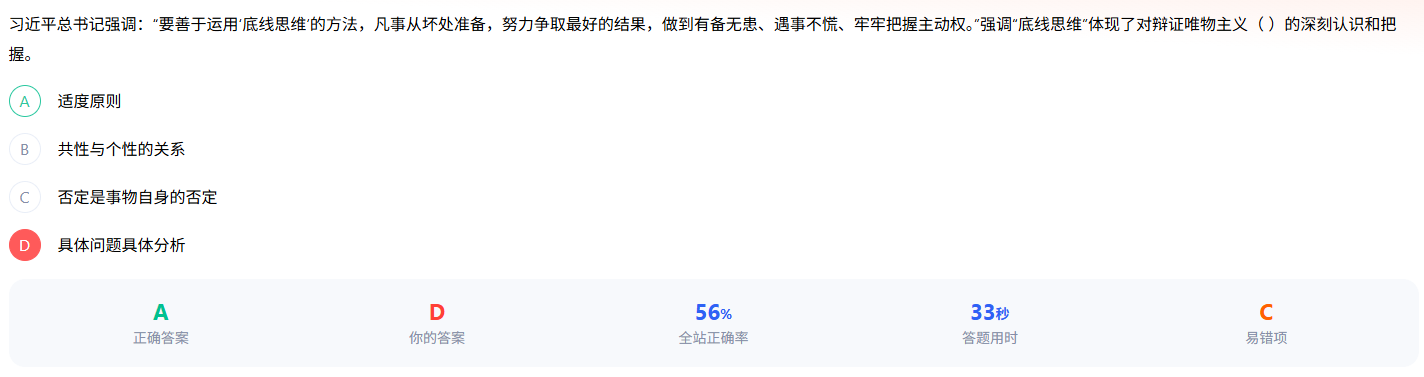 习近平总书记强调：“要善于运用‘底线思维’的方法，凡事从坏处准备，努力争取最好的结果，做到有备无患、遇事不慌、牢牢把握主动权。”强调“底线思维”体现了对辩证唯物主义（ ）的深刻认识和把
握。
A 适度原则
B 共性与个性的关系
C 否定是事物自身的否定
D 具体问题具体分析
A D 56% 33秒 C
正确答案 你的答案 全站正确率 答题用时 易错项